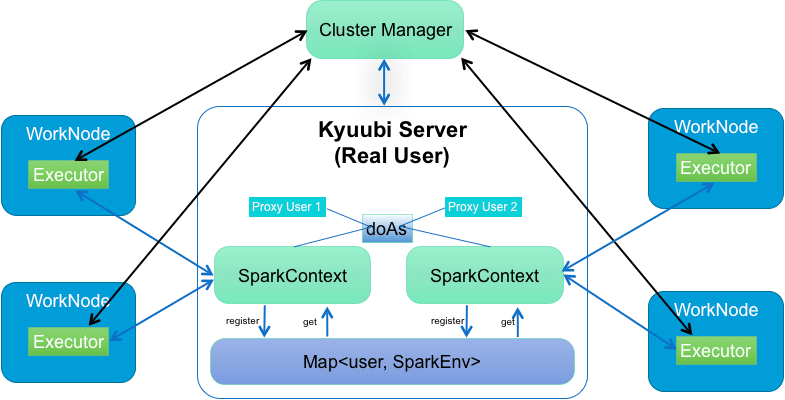 Cluster Manager
Kyuubi Server
(Real User)
WorkNode
Executor
WorkNode
Executor
Proxy User 1
Proxy User 2
doAs
SparkContext
SparkContext
WorkNode
Executor
WorkNode
Executor
register
get
register
get
Map<user, SparkEnv>